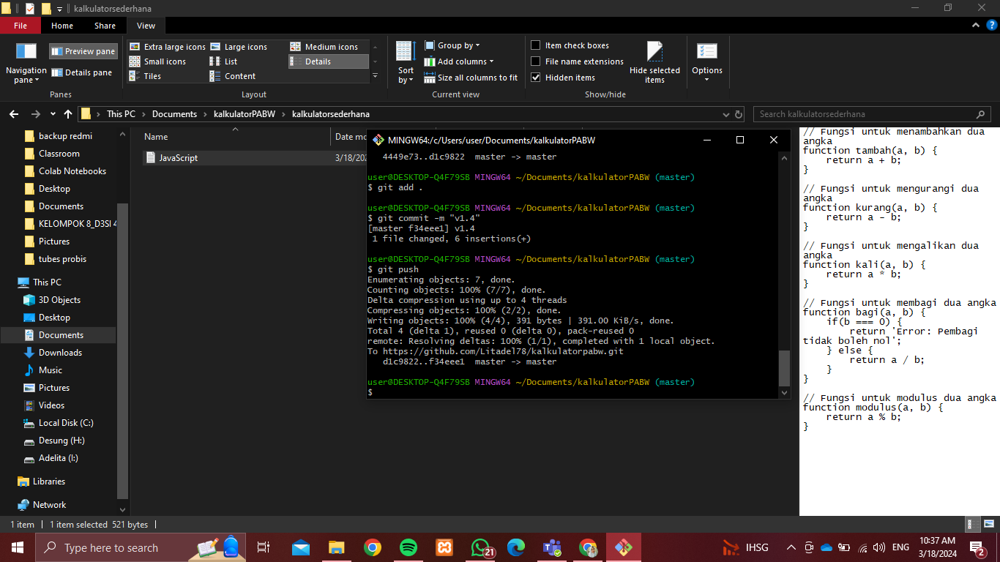 kalkulatorsederhana
File
Home
Share
View
Navigation pane
Preview pane
Details pane
Panes
Extra large icons
Large icons
Medium icons
Small icons
List
Details
Tiles
Content
Layout
Sort by
Group by
Add columns
Size all columns to fit
Current view
Item check boxes
File name extensions
Hidden items
Hide selected items
Show/hide
Options
This PC
Documents
kalkulatorPABW
kalkulatorsederhana
Search kalkulatorsederhana
backup redmi
Classroom
Colab Notebooks
Desktop
Documents
KELOMPOK 8_D3SI 4
Pictures
tubes probis
This PC
3D Objects
Desktop
Documents
Downloads
Music
Pictures
Videos
Local Disk (C:)
Desung (H:)
Adelita (I:)
Libraries
Network
Name
Date mo
JavaScript
3/18/202
MINGW64:/c/Users/user/Documents/kalkulatorPABW
4449e73..d1c9822 master -> master
user@DESKTOP-Q4F79SB MINGW64 ~/Documents/kalkulatorPABW (master)
$ git add .
user@DESKTOP-Q4F79SB MINGW64 ~/Documents/kalkulatorPABW (master)
$ git commit -m "v1.4"
[master f34eee1] v1.4
1 file changed, 6 insertions(+)
user@DESKTOP-Q4F79SB MINGW64 ~/Documents/kalkulatorPABW (master)
$ git push
Enumerating objects: 7, done.
Counting objects: 100% (7/7), done.
Delta compression using up to 4 threads
Compressing objects: 100% (2/2), done.
Writing objects: 100% (4/4), 391 bytes | 391.00 KiB/s, done.
Total 4 (delta 1), reused 0 (delta 0), pack-reused 0
remote: Resolving deltas: 100% (1/1), completed with 1 local object.
To https://github.com/Litadel78/kalkulatorpabw.git
d1c9822..f34eee1 master -> master
user@DESKTOP-Q4F79SB MINGW64 ~/Documents/kalkulatorPABW (master)
$
// Fungsi untuk menambahkan dua
angka
function tambah(a, b) {
return a + b;
}
// Fungsi untuk mengurangi dua
angka
function kurang(a, b) {
return a - b;
}
// Fungsi untuk mengalikan dua
angka
function kali(a, b) {
return a * b;
}
// Fungsi untuk membagi dua angka
function bagi(a, b) {
if(b === 0) {
return 'Error: Pembagi
tidak boleh nol';
} else {
return a / b;
}
}
// Fungsi untuk modulus dua angka
function modulus(a, b) {
return a % b;
}
1 item
1 item selected 521 bytes
Type here to search
21
IHSG
ENG
10:37 AM
3/18/2024
2